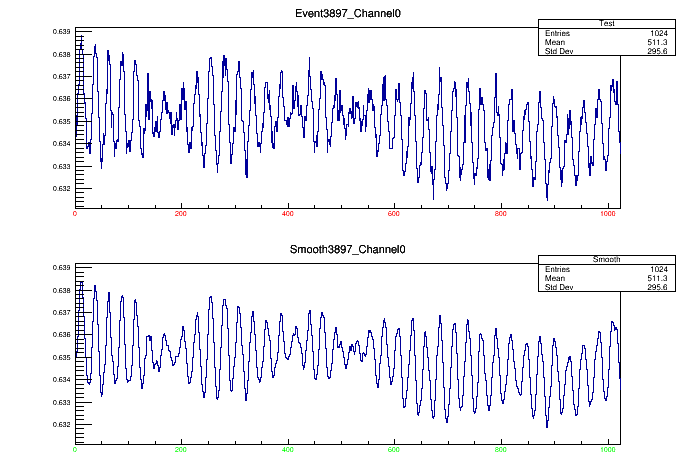 Event3897_Channel0
Test
Entries 1024
Mean 511.3
Std Dev 295.6
0.639
0.638
0.637
0.636
0.635
0.634
0.633
0.632
0 200 400 600 800 1000
Smooth3897_Channel0
Smooth
Entries 1024
Mean 511.3
Std Dev 295.6
0.639
0.638
0.637
0.636
0.635
0.634
0.633
0.632
0 200 400 600 800 1000